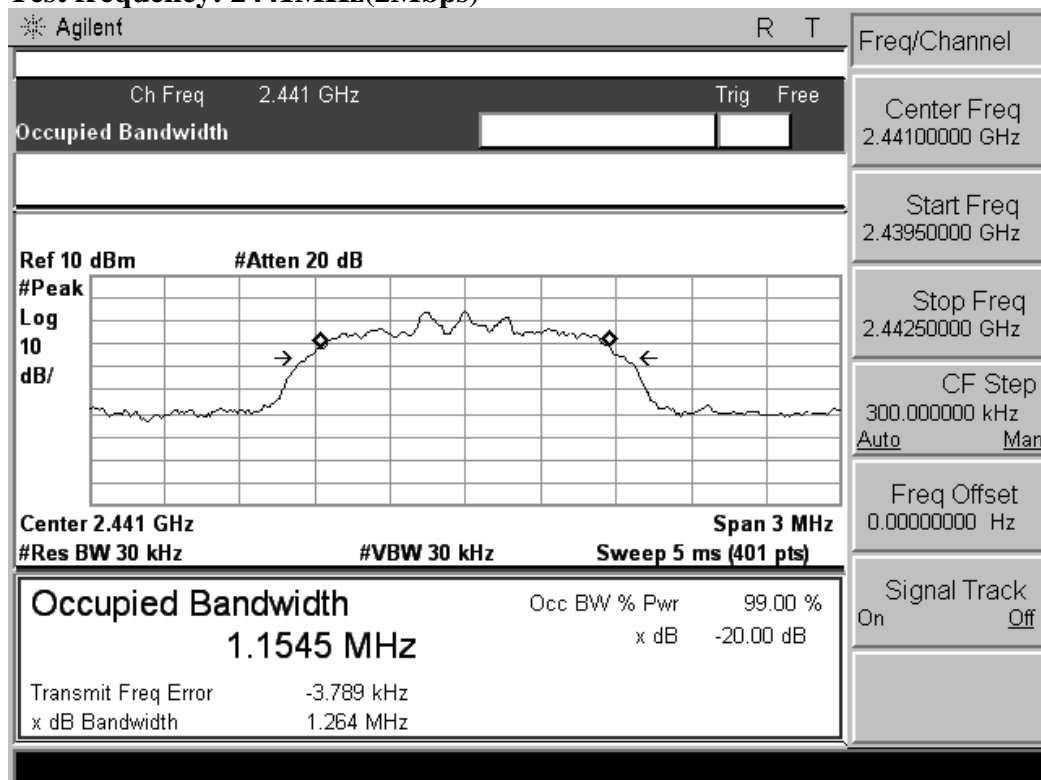 Test frequency: 2441MHz(2Mbps)
Agilent R T
Freq/Channel
Ch Freq 2.441 GHz Trig Free
Occupied Bandwidth
Center Freq
2.44100000 GHz
Start Freq
2.43950000 GHz
Stop Freq
2.44250000 GHz
CF Step
300.000000 kHz
Auto Man
Freq Offset
0.00000000 Hz
Signal Track
On Off
Ref 10 dBm #Atten 20 dB
#Peak
Log
10
dB/
Center 2.441 GHz Span 3 MHz
#Res BW 30 kHz #VBW 30 kHz Sweep 5 ms (401 pts)
Occupied Bandwidth
1.1545 MHz
Occ BW % Pwr 99.00 %
x dB -20.00 dB
Transmit Freq Error -3.789 kHz
x dB Bandwidth 1.264 MHz